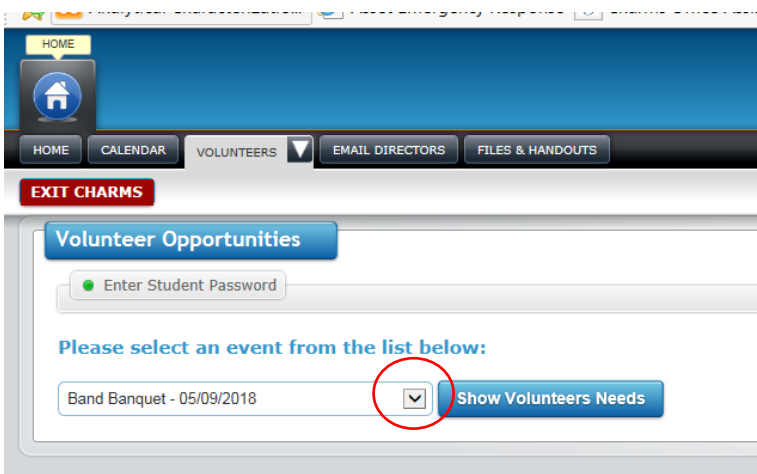 HOME
HOME CALENDAR VOLUNTEERS EMAIL DIRECTORS FILES & HANDOUTS
EXIT CHARMS
Volunteer Opportunities
Enter Student Password
Please select an event from the list below:
Band Banquet - 05/09/2018 Show Volunteers Needs